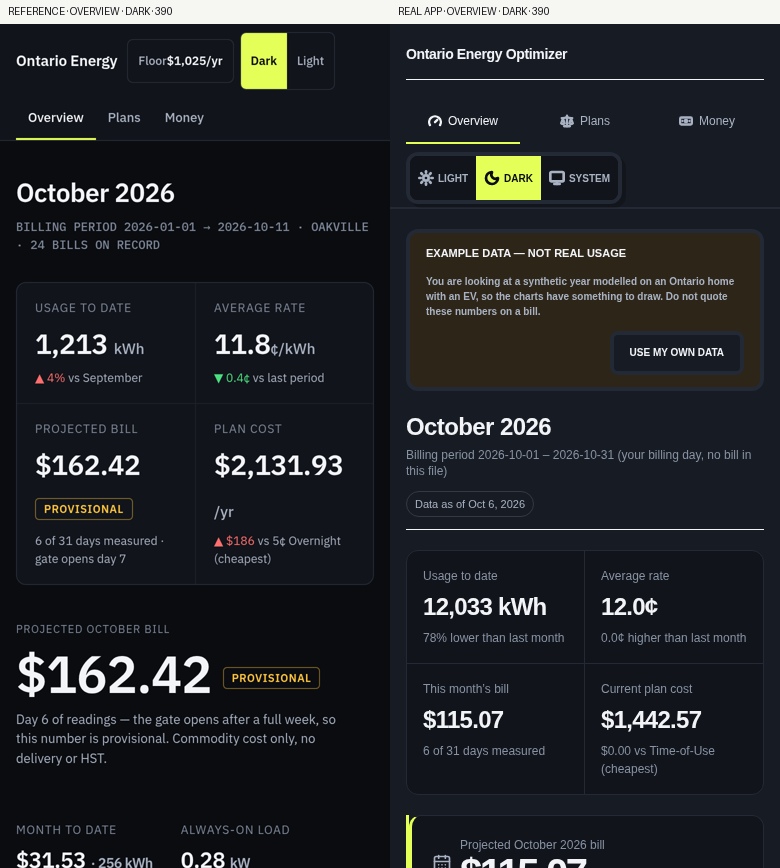 REFERENCE · OVERVIEW · DARK · 390
Ontario Energy
Floor$1,025/yr
Dark
Light
Overview
Plans
Money
October 2026
BILLING PERIOD 2026-01-01 → 2026-10-11 · OAKVILLE
· 24 BILLS ON RECORD
USAGE TO DATE
1,213 kWh
▲ 4% vs September
AVERAGE RATE
11.8¢/kWh
▼ 0.4¢ vs last period
PROJECTED BILL
$162.42
PROVISIONAL
6 of 31 days measured ·
gate opens day 7
PLAN COST
$2,131.93
/yr
▲ $186 vs 5¢ Overnight
(cheapest)
PROJECTED OCTOBER BILL
$162.42 PROVISIONAL
Day 6 of readings — the gate opens after a full week, so
this number is provisional. Commodity cost only, no
delivery or HST.
MONTH TO DATE
$31.53 · 256 kWh
ALWAYS-ON LOAD
0.28 kW
REAL APP · OVERVIEW · DARK · 390
Ontario Energy Optimizer
Overview
Plans
Money
LIGHT
DARK
SYSTEM
EXAMPLE DATA — NOT REAL USAGE
You are looking at a synthetic year modelled on an Ontario home
with an EV, so the charts have something to draw. Do not quote
these numbers on a bill.
USE MY OWN DATA
October 2026
Billing period 2026-10-01 – 2026-10-31 (your billing day, no bill in
this file)
Data as of Oct 6, 2026
Usage to date
12,033 kWh
78% lower than last month
Average rate
12.0¢
0.0¢ higher than last month
This month's bill
$115.07
6 of 31 days measured
Current plan cost
$1,442.57
$0.00 vs Time-of-Use
(cheapest)
Projected October 2026 bill
$115.07